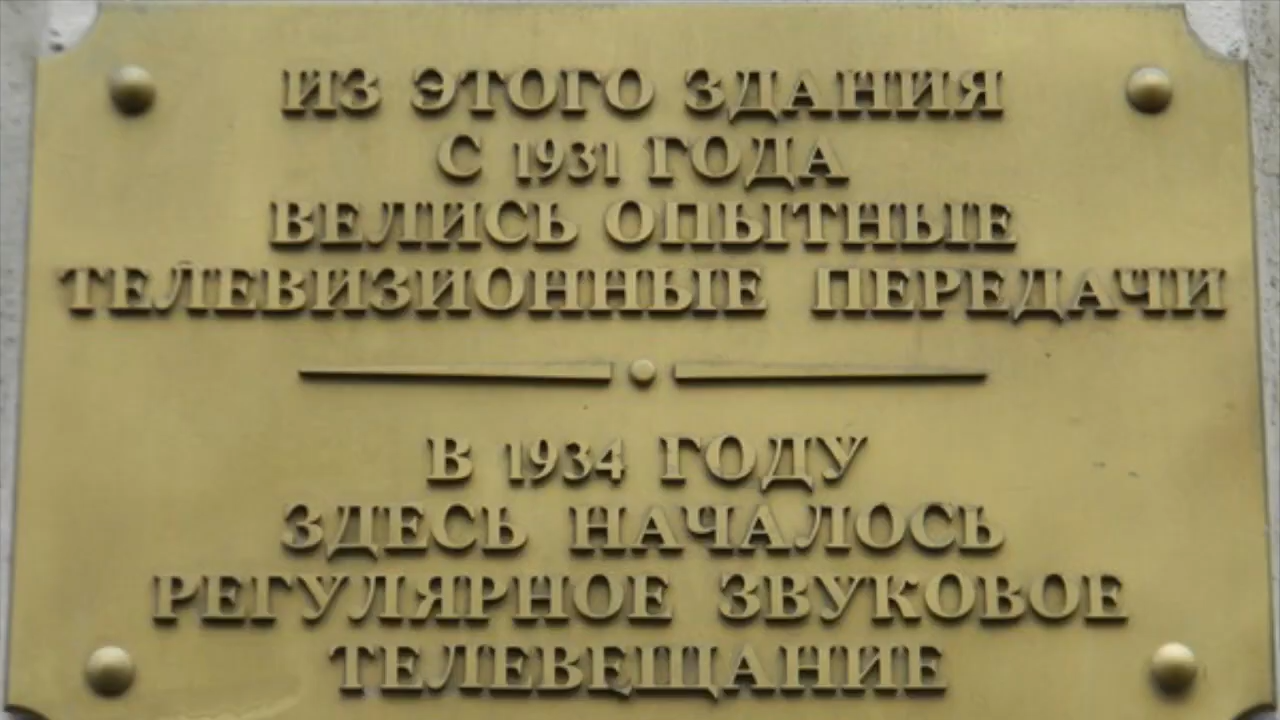 ИЗ ЭТОГО ЗДАНИЯ
С 1931 ГОДА
ВЕЛИСЬ ОПЫТНЫЕ
ТЕЛЕВИЗИОННЫЕ ПЕРЕДАЧИ
В 1934 ГОДУ
ЗДЕСЬ НАЧАЛОСЬ
РЕГУЛЯРНОЕ ЗВУКОВОЕ
ТЕЛЕВЕЩАНИЕ